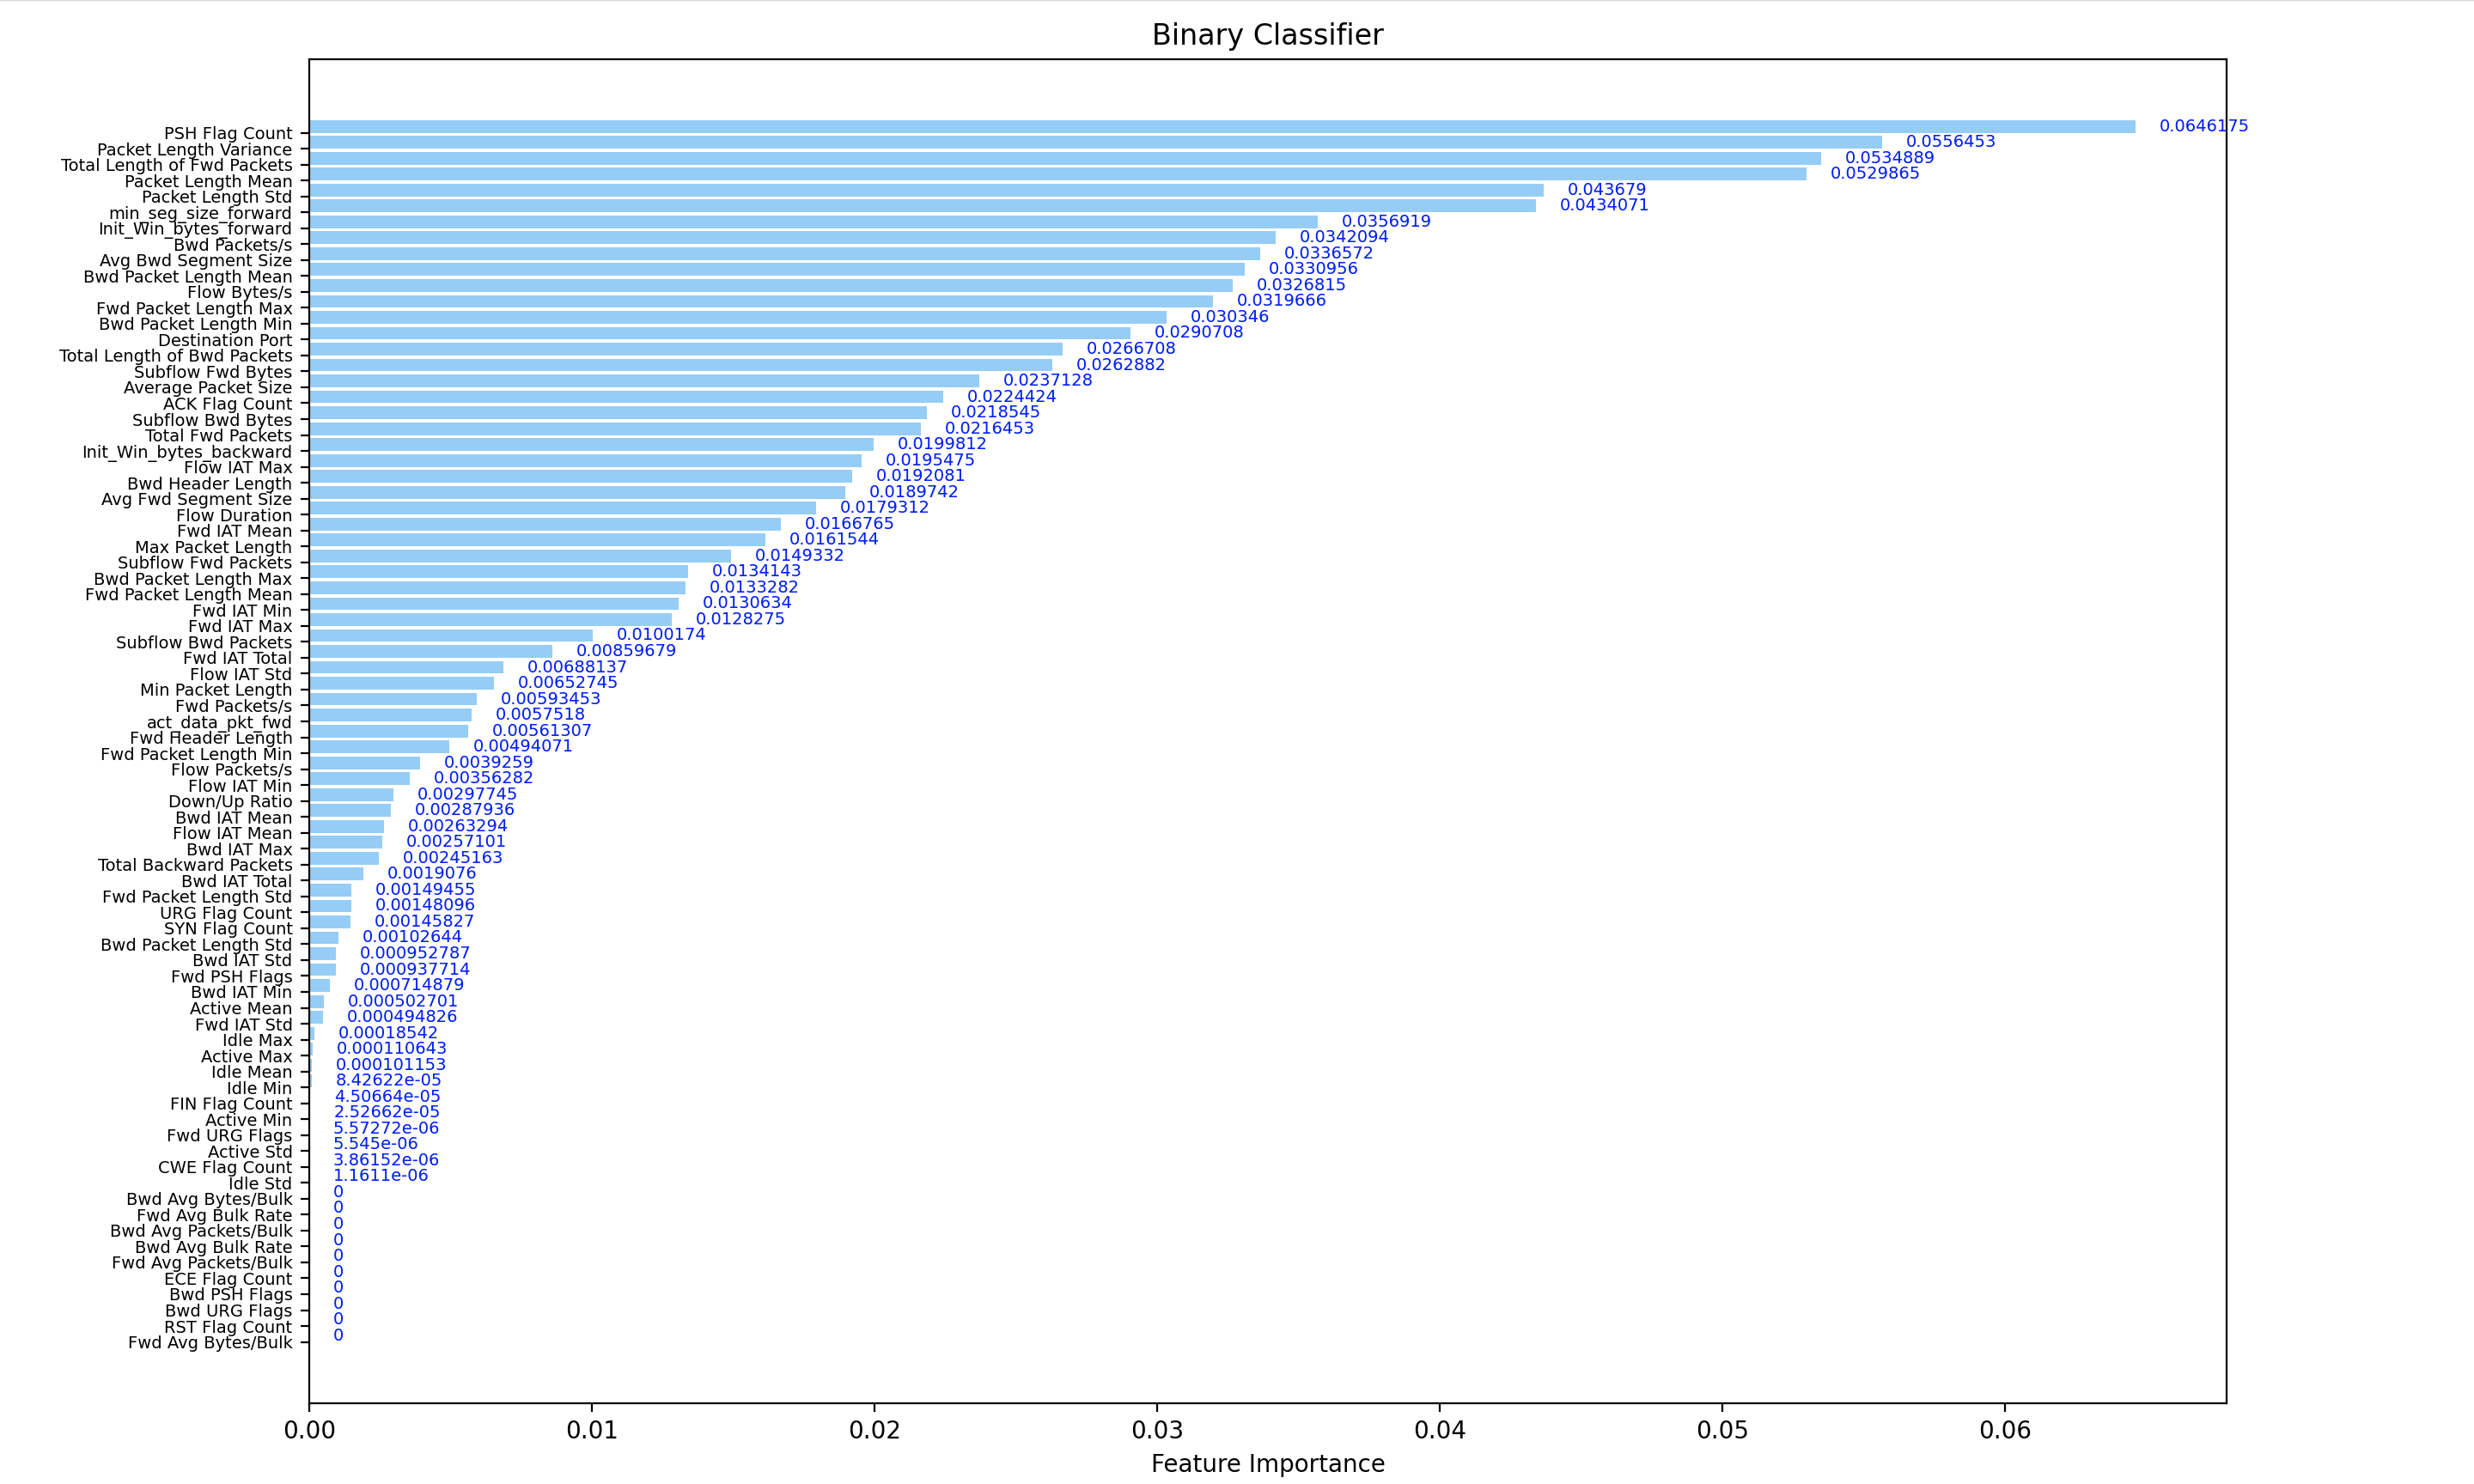 Binary Classifier
PSH Flag Count 0.0646175
Packet Length Variance 0.0556453
Total Length of Fwd Packets 0.0534889
Packet Length Mean 0.0529865
Packet Length Std 0.043679
min_seg_size_forward 0.0434071
Init_Win_bytes_forward 0.0356919
Bwd Packets/s 0.0342094
Avg Bwd Segment Size 0.0336572
Bwd Packet Length Mean 0.0330956
Flow Bytes/s 0.0326815
Fwd Packet Length Max 0.0319666
Bwd Packet Length Min 0.030346
Destination Port 0.0290708
Total Length of Bwd Packets 0.0266708
Subflow Fwd Bytes 0.0262882
Average Packet Size 0.0237128
ACK Flag Count 0.0224424
Subflow Bwd Bytes 0.0218545
Total Fwd Packets 0.0216453
Init_Win_bytes_backward 0.0199812
Flow IAT Max 0.0195475
Bwd Header Length 0.0192081
Avg Fwd Segment Size 0.0189742
Flow Duration 0.0179312
Fwd IAT Mean 0.0166765
Max Packet Length 0.0161544
Subflow Fwd Packets 0.0149332
Bwd Packet Length Max 0.0134143
Fwd Packet Length Mean 0.0133282
Fwd IAT Min 0.0130634
Fwd IAT Max 0.0128275
Subflow Bwd Packets 0.0100174
Fwd IAT Total 0.00859679
Flow IAT Std 0.00688137
Min Packet Length 0.00652745
Fwd Packets/s 0.00593453
act_data_pkt_fwd 0.0057518
Fwd Header Length 0.00561307
Fwd Packet Length Min 0.00494071
Flow Packets/s 0.0039259
Flow IAT Min 0.00356282
Down/Up Ratio 0.00297745
Bwd IAT Mean 0.00287936
Flow IAT Mean 0.00263294
Bwd IAT Max 0.00257101
Total Backward Packets 0.00245163
Bwd IAT Total 0.0019076
Fwd Packet Length Std 0.00149455
URG Flag Count 0.00148096
SYN Flag Count 0.00145827
Bwd Packet Length Std 0.00102644
Bwd IAT Std 0.000952787
Fwd PSH Flags 0.000937714
Bwd IAT Min 0.000714879
Active Mean 0.000502701
Fwd IAT Std 0.000494826
Idle Max 0.00018542
Active Max 0.000110643
Idle Mean 0.000101153
Idle Min 8.42622e-05
FIN Flag Count 4.50664e-05
Active Min 2.52662e-05
Fwd URG Flags 5.57272e-06
Active Std 5.545e-06
CWE Flag Count 3.86152e-06
Idle Std 1.1611e-06
Bwd Avg Bytes/Bulk 0
Fwd Avg Bulk Rate 0
Bwd Avg Packets/Bulk 0
Bwd Avg Bulk Rate 0
Fwd Avg Packets/Bulk 0
ECE Flag Count 0
Bwd PSH Flags 0
Bwd URG Flags 0
RST Flag Count 0
Fwd Avg Bytes/Bulk 0
0.00 0.01 0.02 0.03 0.04 0.05 0.06
Feature Importance